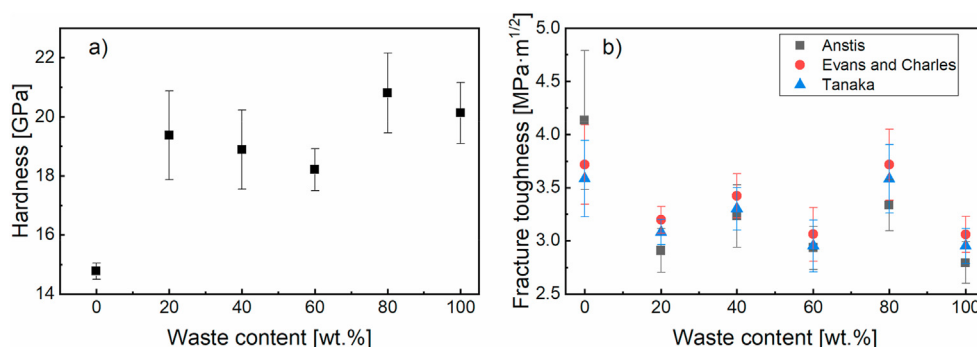 a)
Hardness [GPa]
22
20
18
16
14
0 20 40 60 80 100
Waste content [wt.%]
b)
Fracture toughness [MPa·m^1/2]
Anstis
Evans and Charles
Tanaka
5.0
4.5
4.0
3.5
3.0
2.5
0 20 40 60 80 100
Waste content [wt.%]